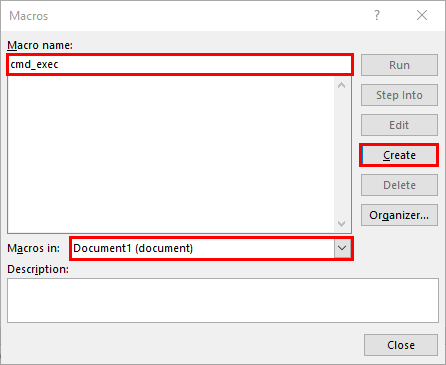 Macros
Macro name:
cmd_exec
Run
Step Into
Edit
Create
Delete
Organizer...
Macros in:
Document1 (document)
Description:
Close